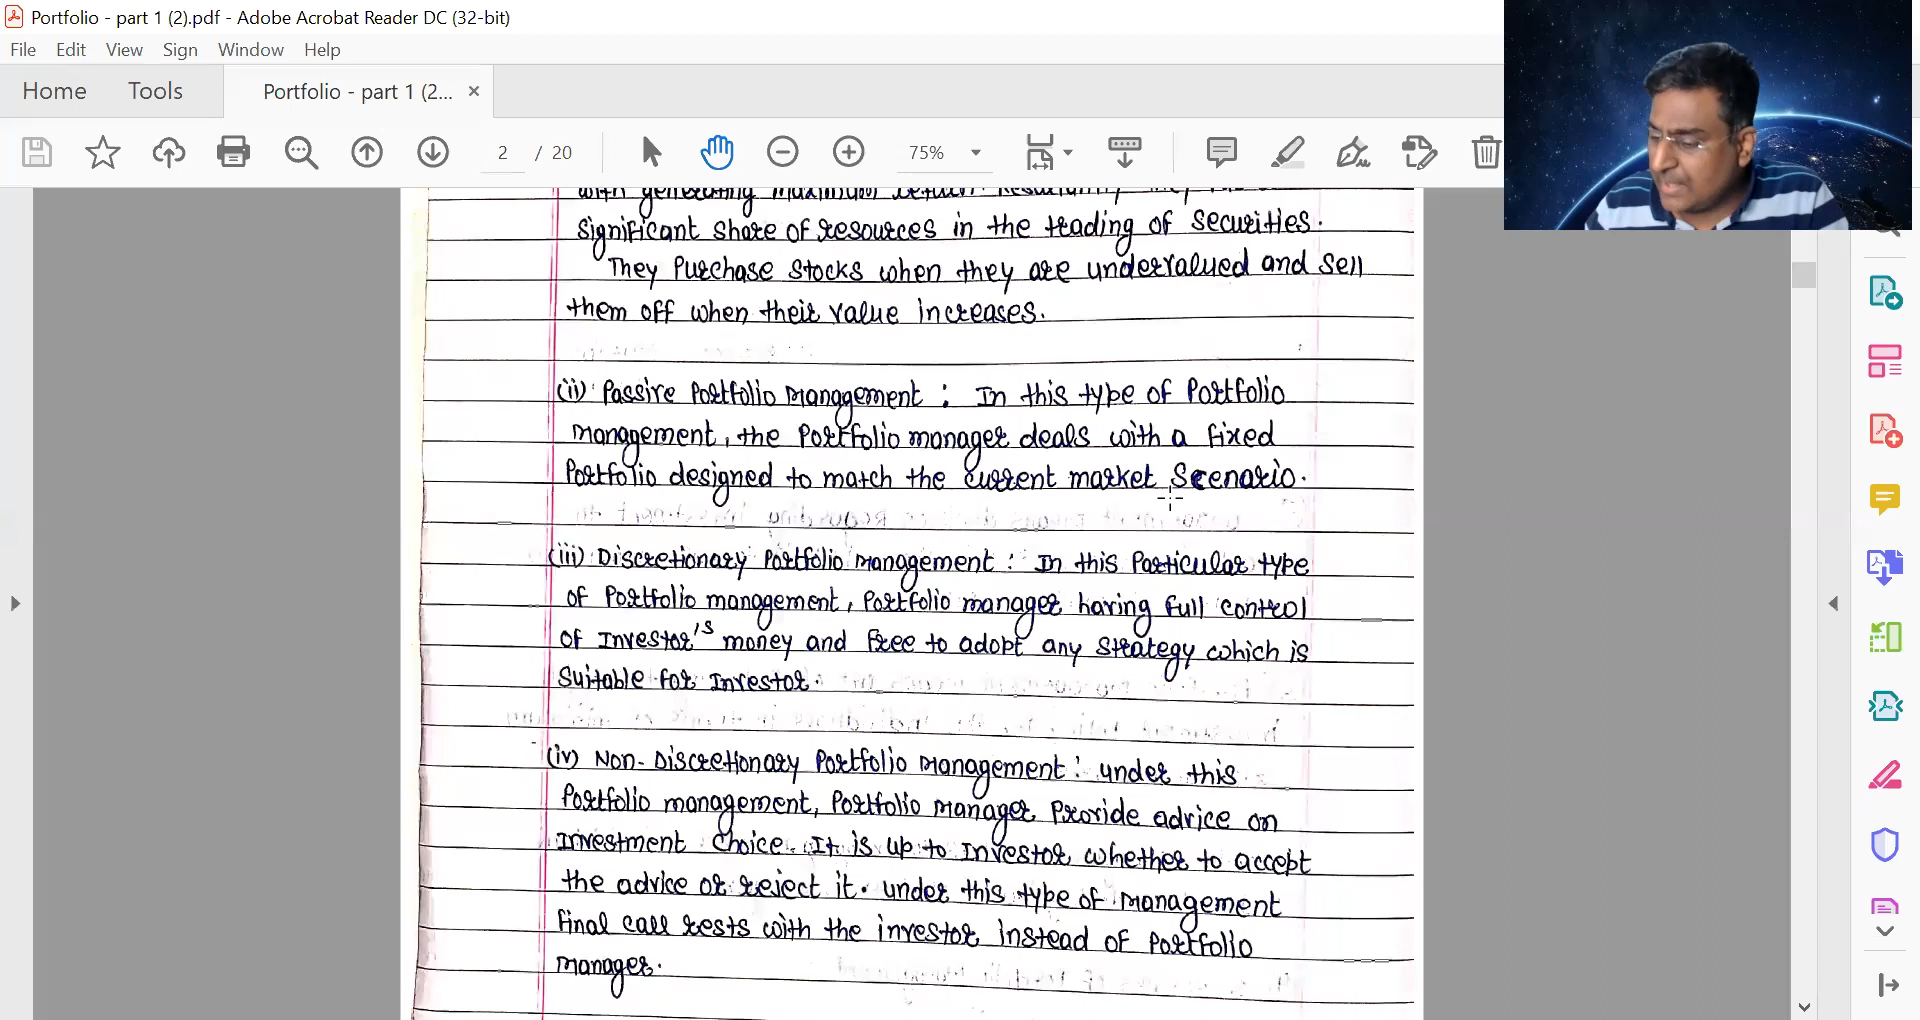 Portfolio - part 1 (2).pdf - Adobe Acrobat Reader DC (32-bit)
File Edit View Sign Window Help
Home Tools Portfolio - part 1 (2... ×
2 / 20 75%
with generating maximum return.
significant share of resources in the trading of securities.
They Purchase stocks when they are undervalued and sell
them off when their value increases.
(ii) Passive Portfolio Management : In this type of Portfolio
Management, the Portfolio manager deals with a fixed
Portfolio designed to match the current market Scenario.
(iii) Discretionary Portfolio Management : In this Particular type
of Portfolio management, Portfolio manager having full control
of Investor's money and free to adopt any strategy which is
Suitable for Investor.
(iv) Non-Discretionary Portfolio Management : under this
Portfolio management, Portfolio Manager Provide advice on
Investment choice. It is up to Investor whether to accept
the advice or reject it. under this type of management
final call rests with the investor instead of Portfolio
manager.